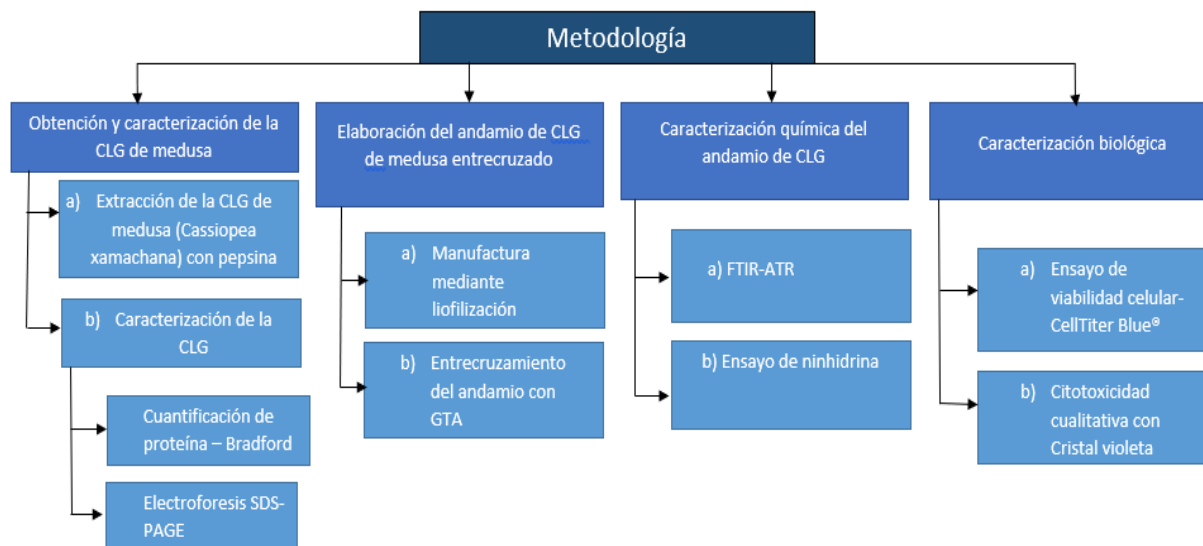 Metodología
Obtención y caracterización de la
CLG de medusa
a) Extracción de la CLG de
medusa (Cassiopea
xamachana) con pepsina
b) Caracterización de la
CLG
Cuantificación de
proteína – Bradford
Electroforesis SDS-
PAGE
Elaboración del andamio de CLG
de medusa entrecruzado
a) Manufactura
mediante
liofilización
b) Entrecruzamiento
del andamio con
GTA
Caracterización química del
andamio de CLG
a) FTIR-ATR
b) Ensayo de ninhidrina
Caracterización biológica
a) Ensayo de
viabilidad celular-
CellTiter Blue®
b) Citotoxicidad
cualitativa con
Cristal violeta